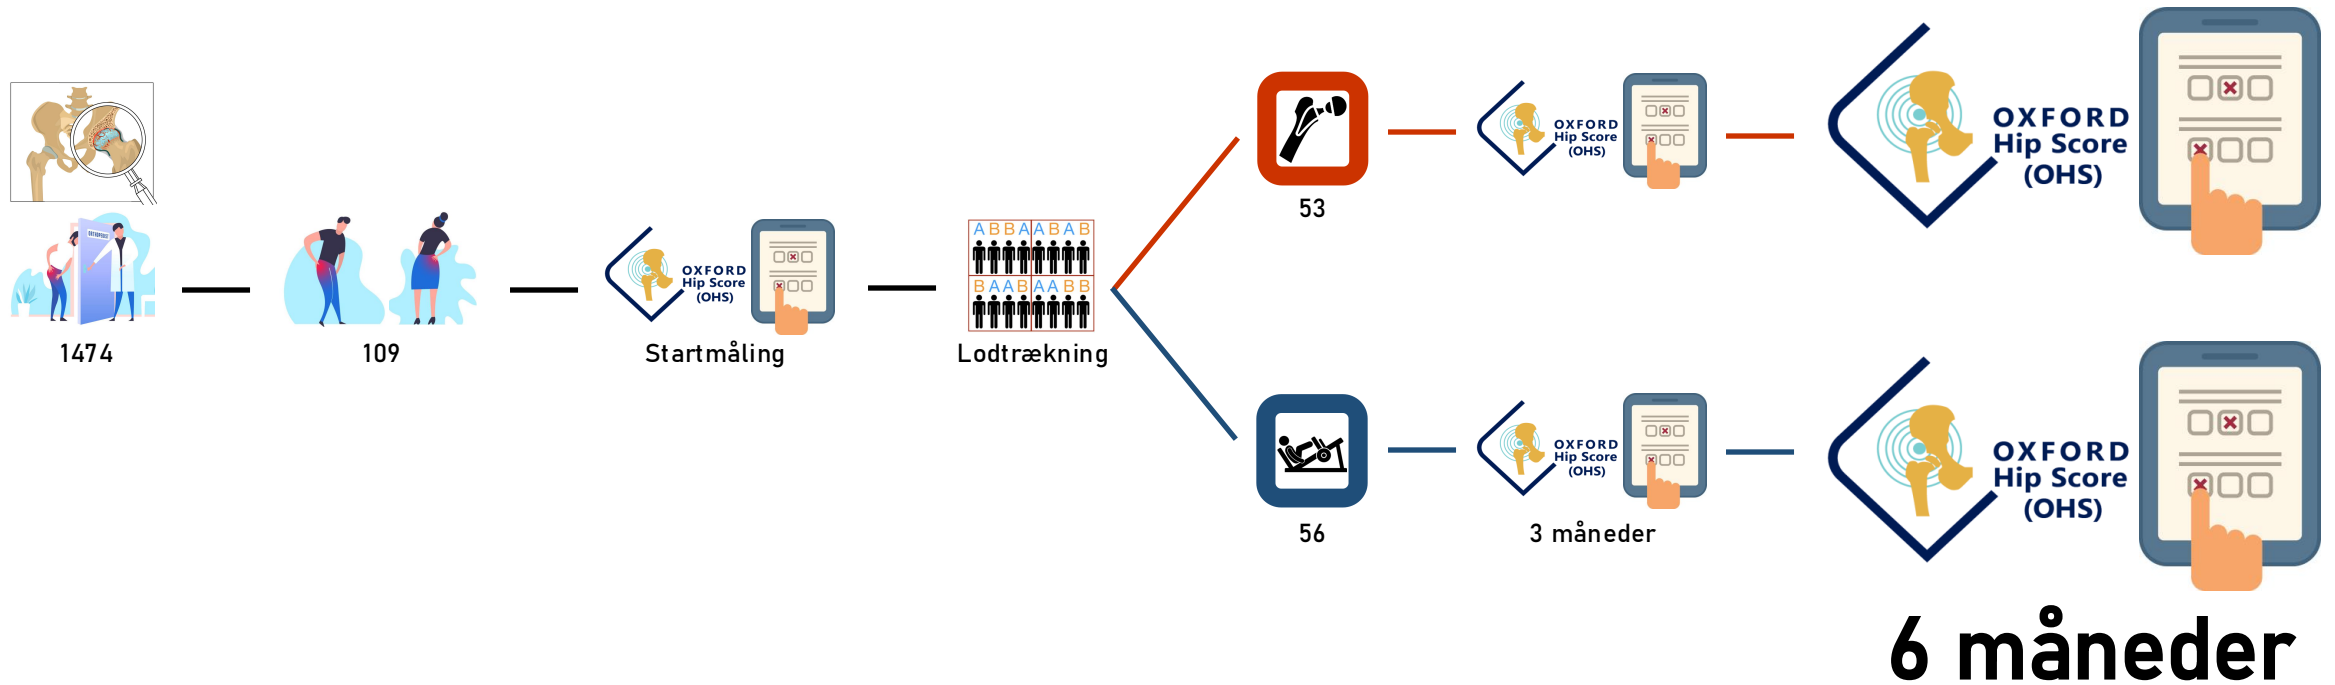 ORTHOPEDIC
1474
109
OXFORD
Hip Score
(OHS)
Startmåling
A B B A A B A B
B A A B A A B B
Lodtrækning
53
OXFORD
Hip Score
(OHS)
OXFORD
Hip Score
(OHS)
56
OXFORD
Hip Score
(OHS)
3 måneder
OXFORD
Hip Score
(OHS)
6 måneder